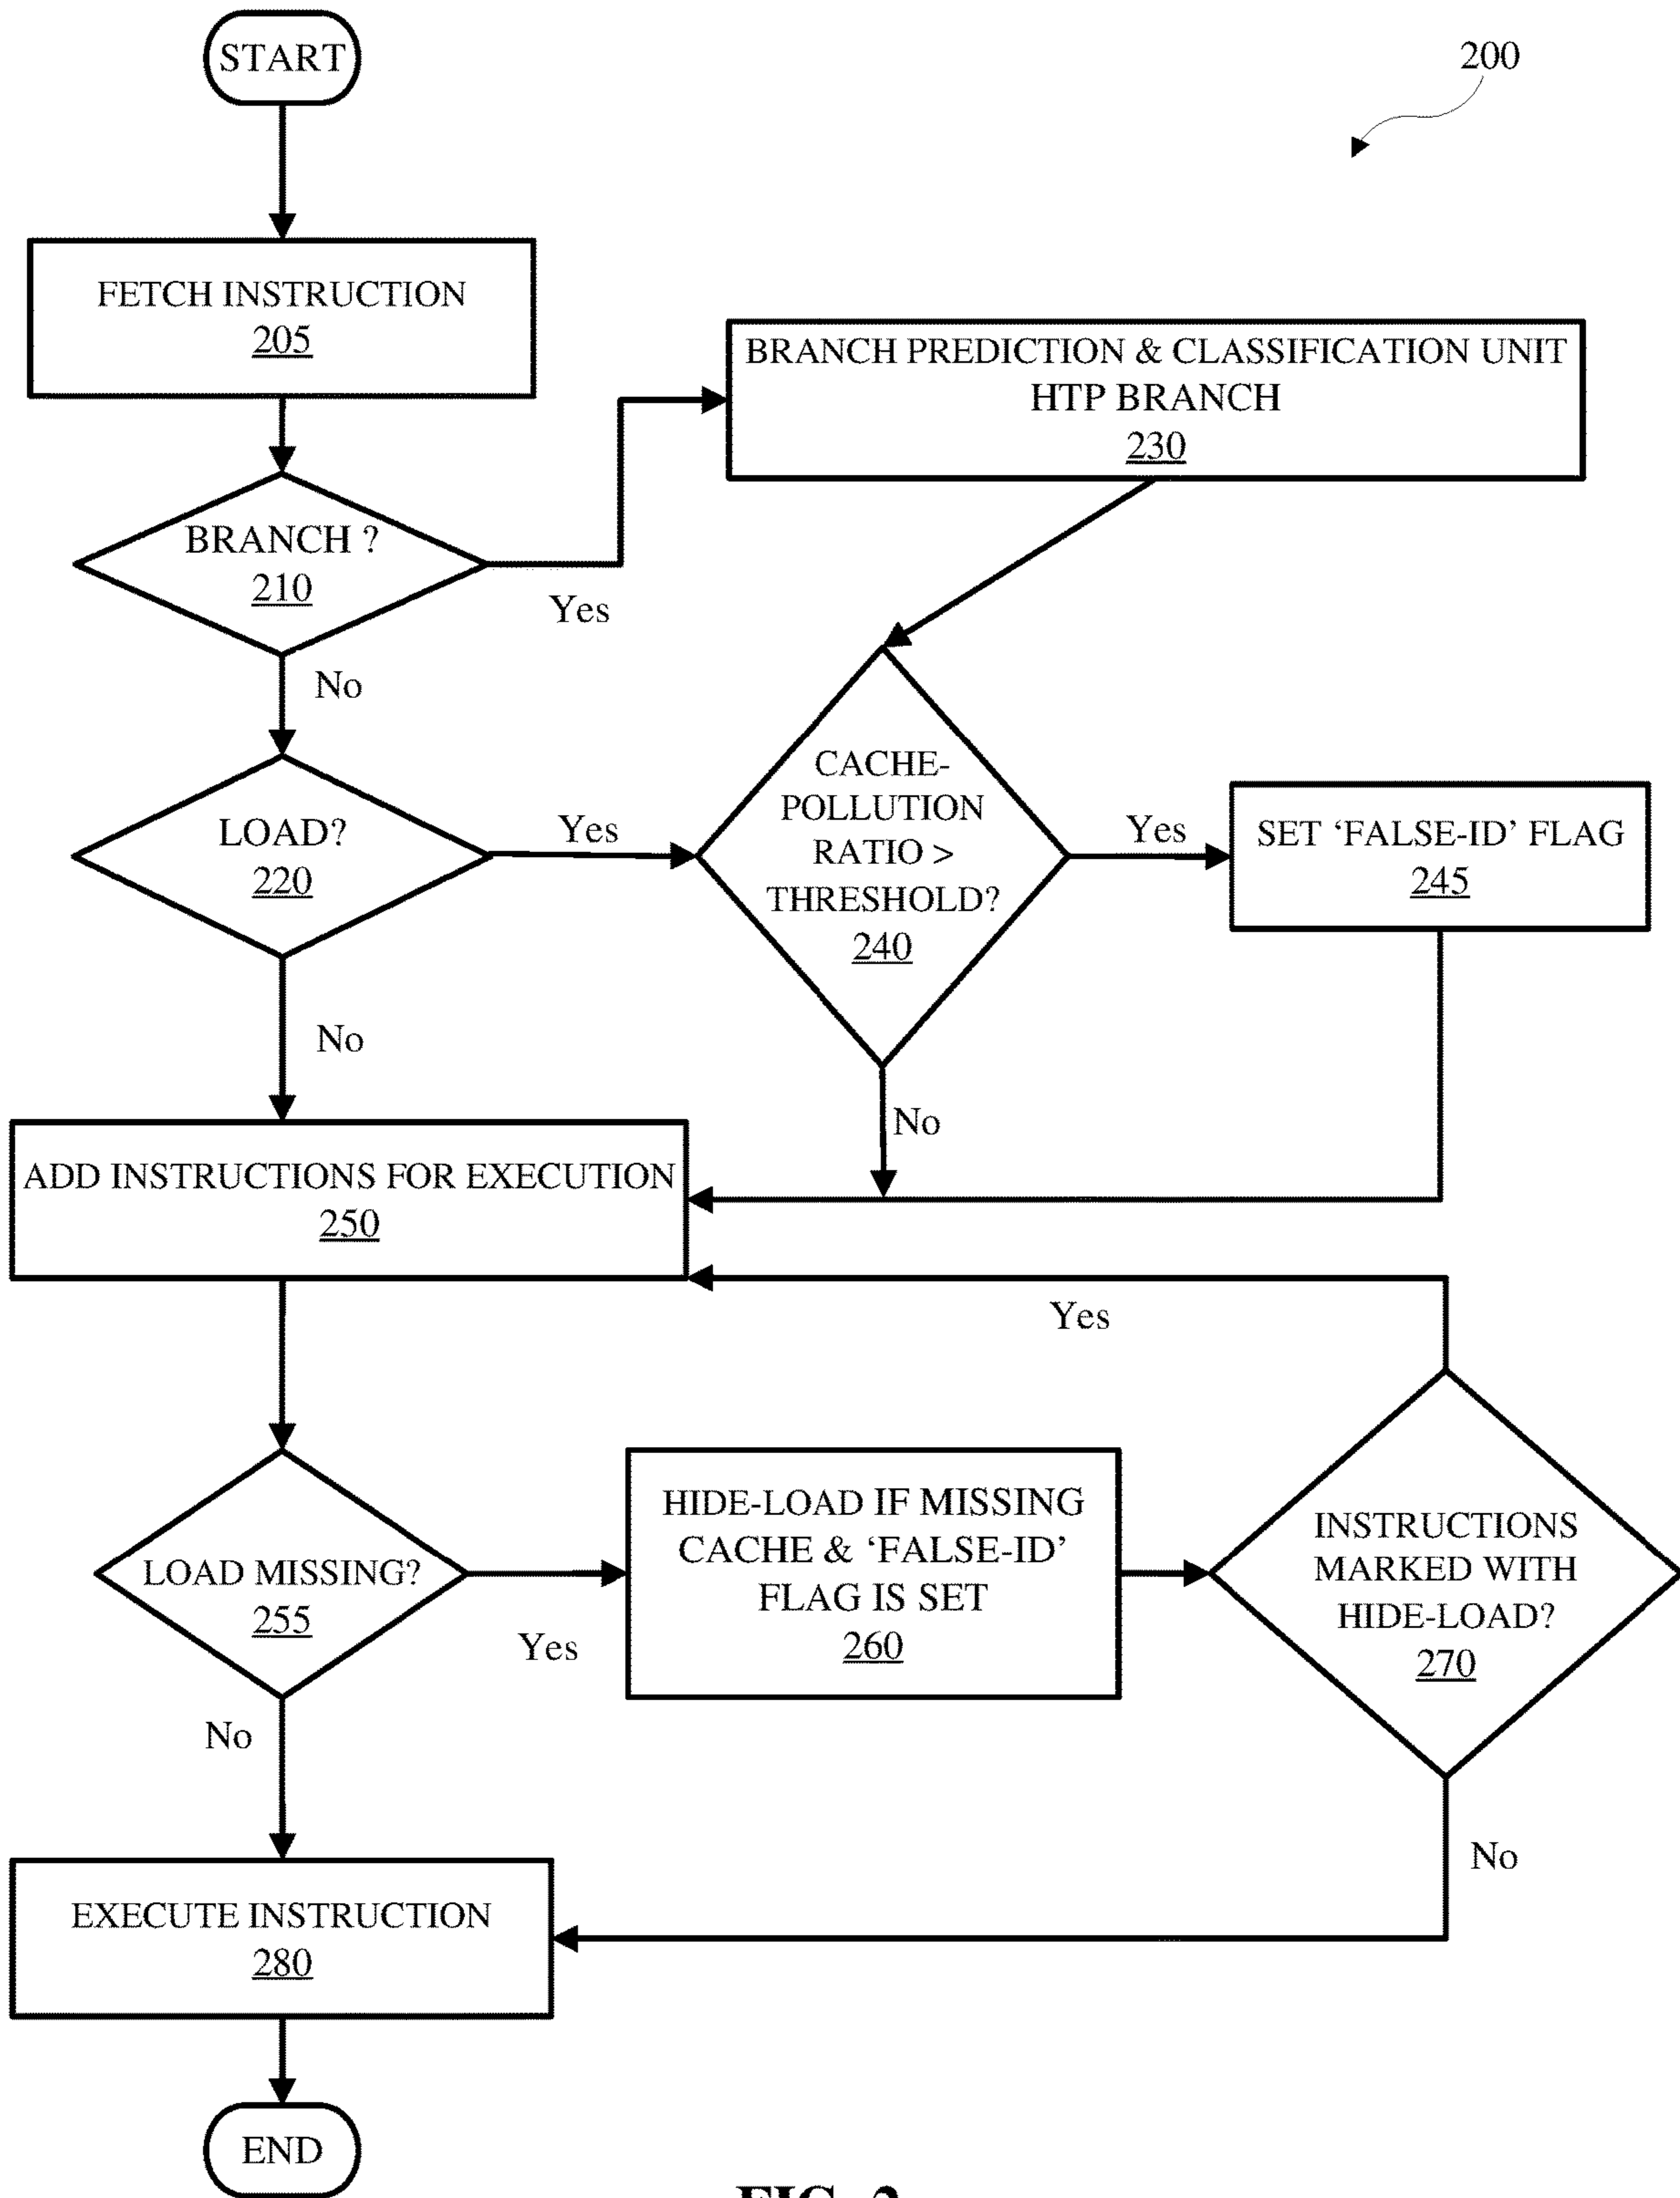 START
200
FETCH INSTRUCTION
205
BRANCH PREDICTION & CLASSIFICATION UNIT
HTP BRANCH
230
BRANCH ?
210
Yes
No
CACHE-
POLLUTION
RATIO >
THRESHOLD?
240
LOAD?
220
Yes
Yes
SET ‘FALSE-ID’ FLAG
245
No
No
ADD INSTRUCTIONS FOR EXECUTION
250
Yes
LOAD MISSING?
255
Yes
HIDE-LOAD IF MISSING
CACHE & ‘FALSE-ID’
FLAG IS SET
260
INSTRUCTIONS
MARKED WITH
HIDE-LOAD?
270
No
No
EXECUTE INSTRUCTION
280
END
FIG. 2